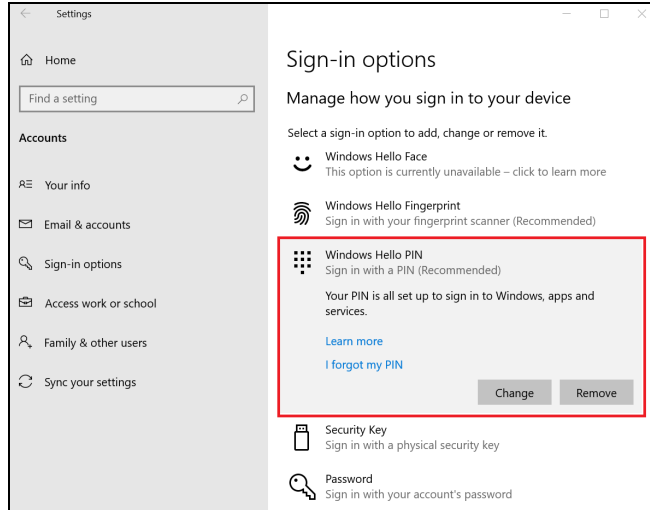 Settings
Home
Find a setting
Accounts
Your info
Email & accounts
Sign-in options
Access work or school
Family & other users
Sync your settings
Sign-in options
Manage how you sign in to your device
Select a sign-in option to add, change or remove it.
Windows Hello Face
This option is currently unavailable – click to learn more
Windows Hello Fingerprint
Sign in with your fingerprint scanner (Recommended)
Windows Hello PIN
Sign in with a PIN (Recommended)
Your PIN is all set up to sign in to Windows, apps and
services.
Learn more
I forgot my PIN
Change Remove
Security Key
Sign in with a physical security key
Password
Sign in with your account's password